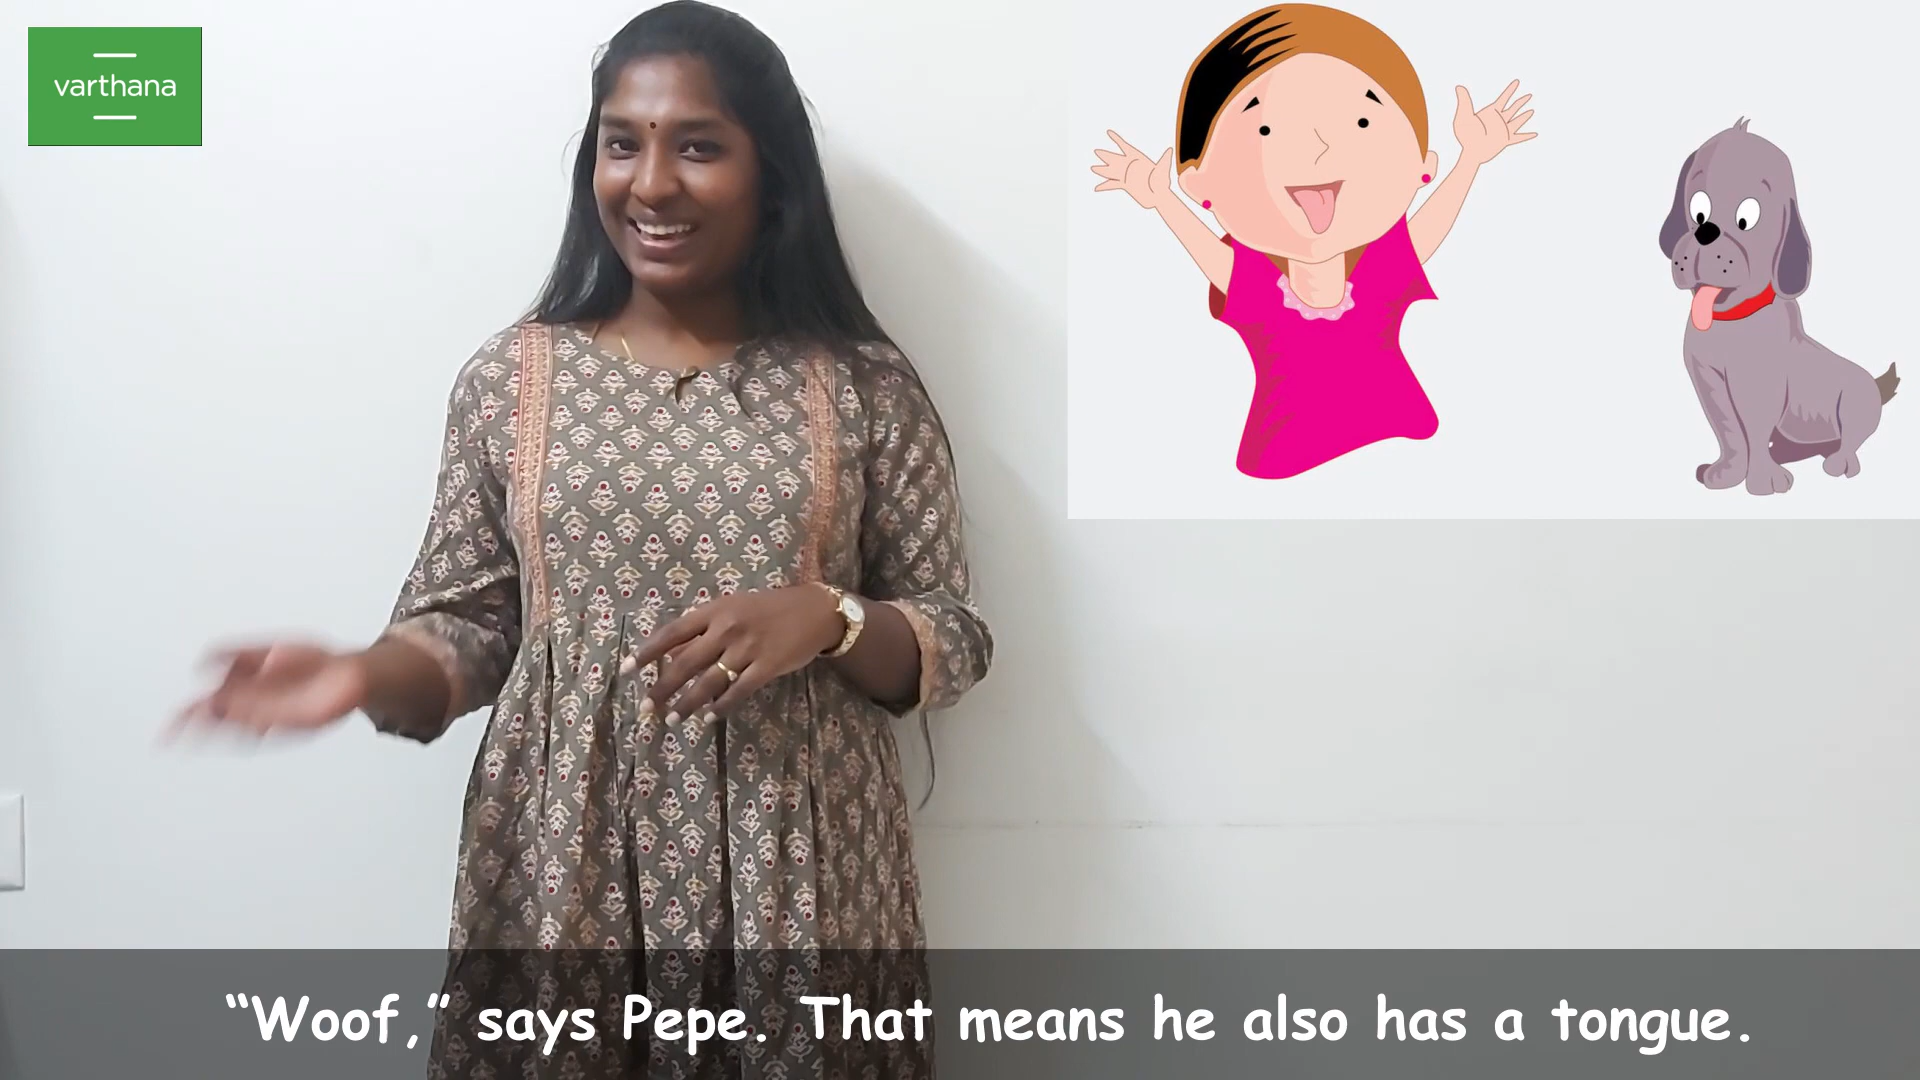 varthana
“Woof,” says Pepe. That means he also has a tongue.